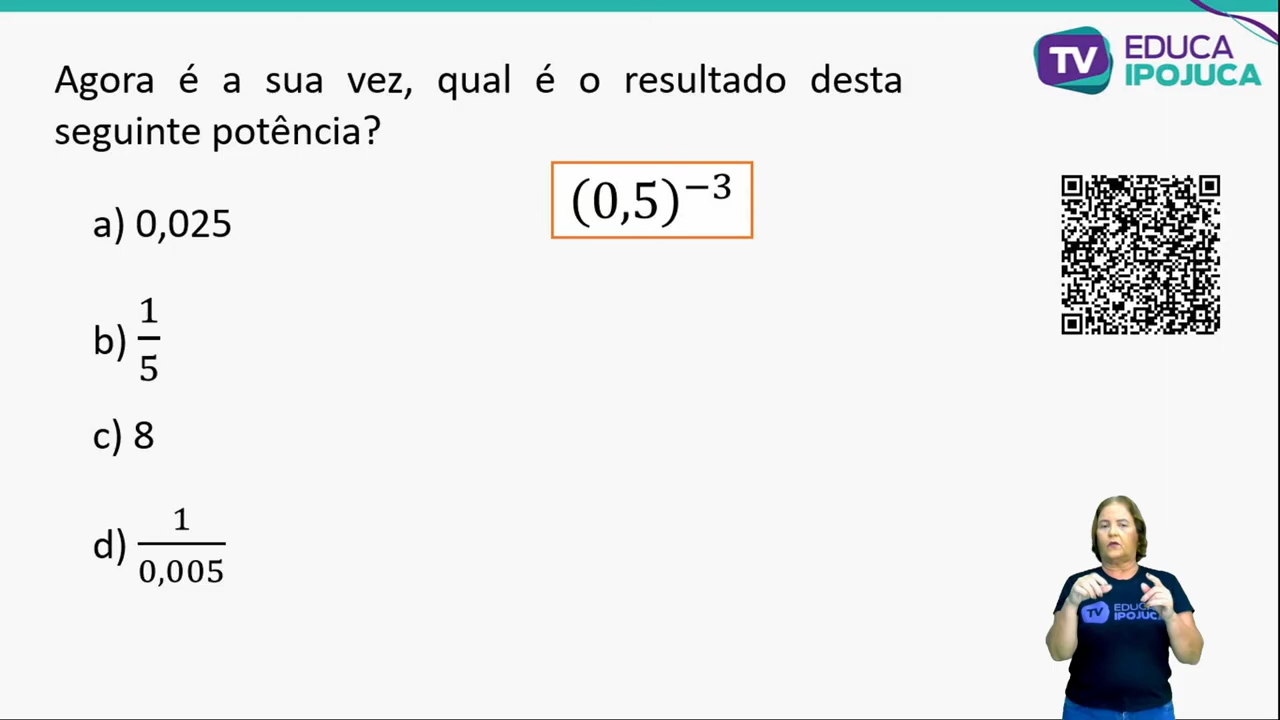 Agora é a sua vez, qual é o resultado desta
seguinte potência?
(0,5)⁻³
a) 0,025
b) 1/5
c) 8
d) 1/0,005
TV EDUCA
IPOJUCA
TV EDUCA
IPOJUCA